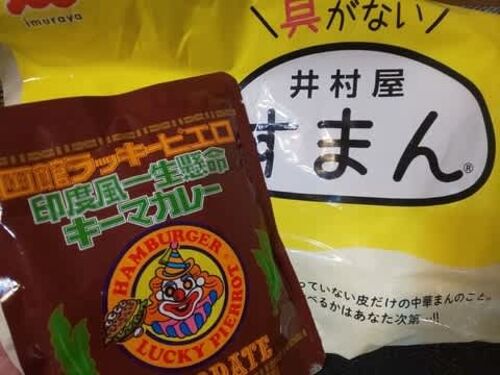 imuraya
\具がない/
井村屋
すまん®
函館ラッキーピエロ
印度風一生懸命
キーマカレー
HAMBURGER
LUCKY PIERROT
っていない皮だけの中華まんのこと。
べるかはあなた次第…!!